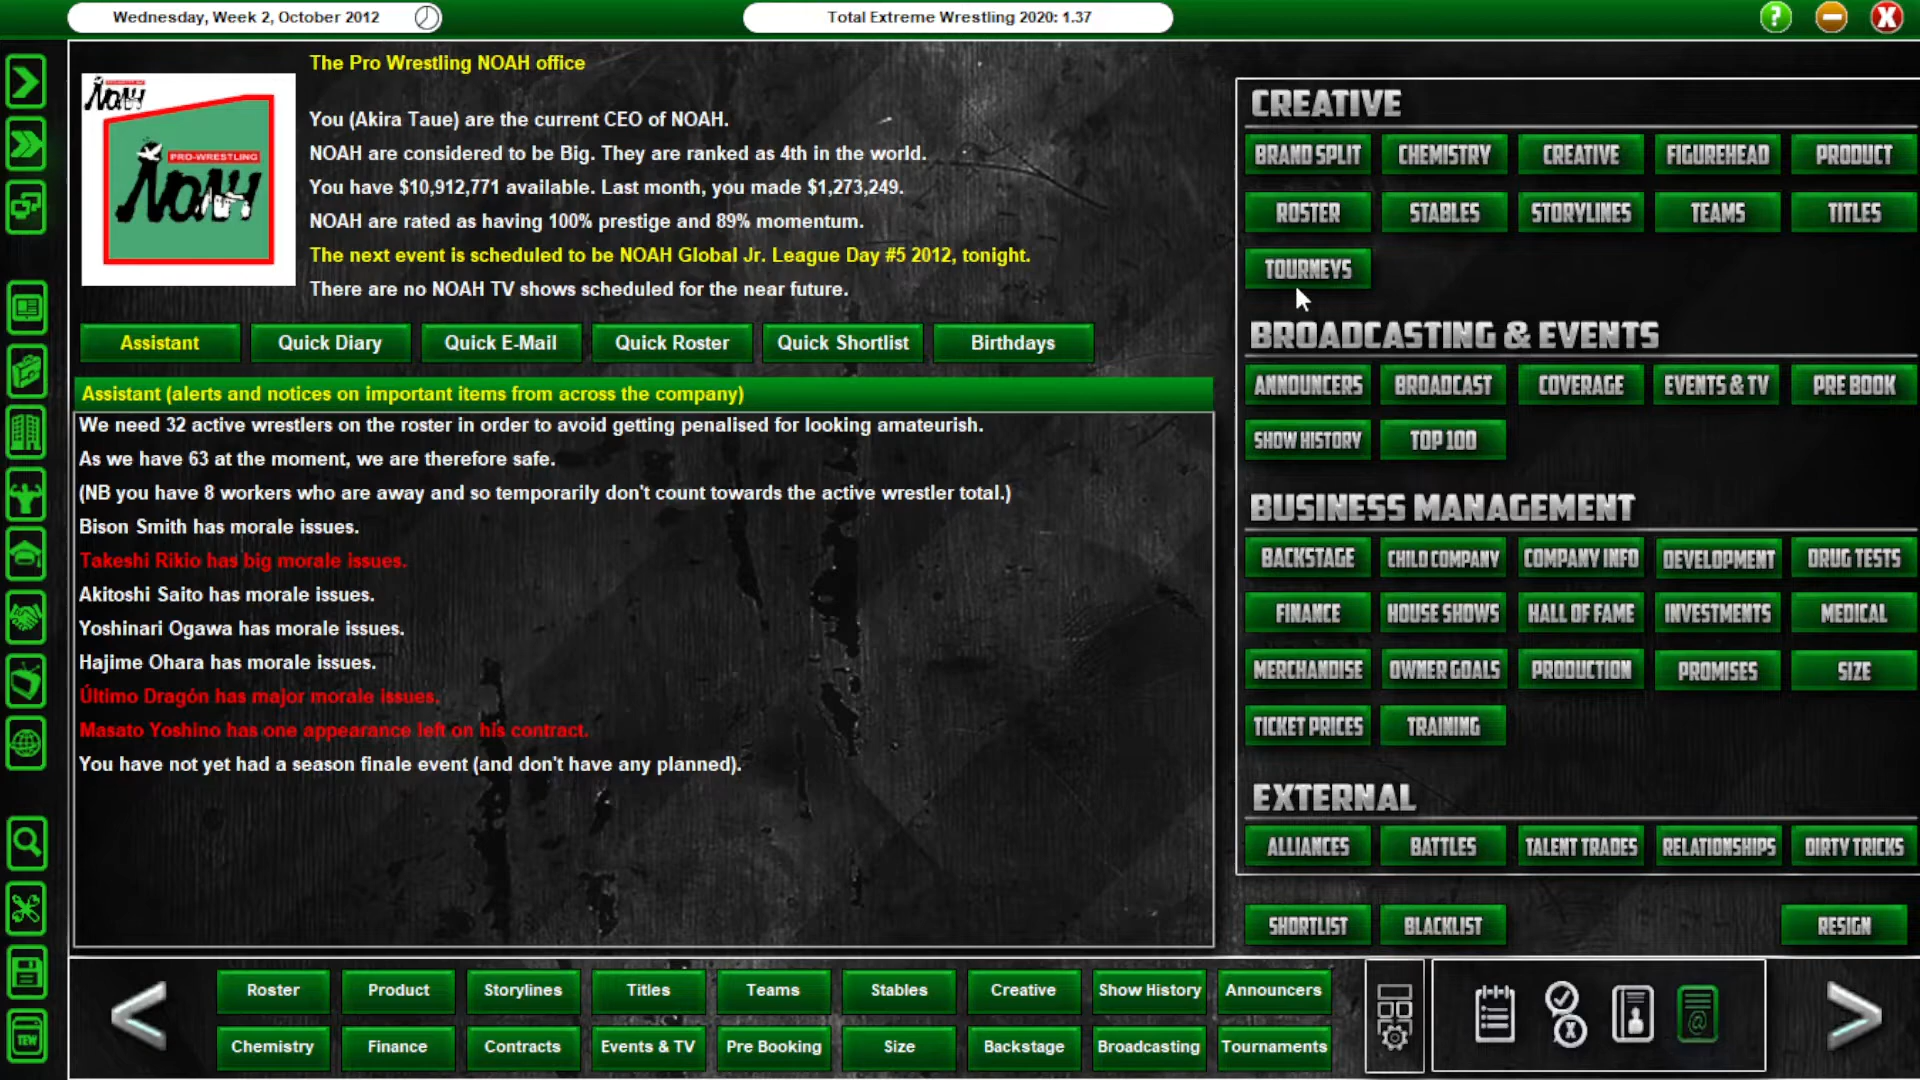 Wednesday, Week 2, October 2012
Total Extreme Wrestling 2020: 1.37
?
X
NOAH
PRO-WRESTLING
NOAH
The Pro Wrestling NOAH office
You (Akira Taue) are the current CEO of NOAH.
NOAH are considered to be Big. They are ranked as 4th in the world.
You have $10,912,771 available. Last month, you made $1,273,249.
NOAH are rated as having 100% prestige and 89% momentum.
The next event is scheduled to be NOAH Global Jr. League Day #5 2012, tonight.
There are no NOAH TV shows scheduled for the near future.
Assistant
Quick Diary
Quick E-Mail
Quick Roster
Quick Shortlist
Birthdays
Assistant (alerts and notices on important items from across the company)
We need 32 active wrestlers on the roster in order to avoid getting penalised for looking amateurish.
As we have 63 at the moment, we are therefore safe.
(NB you have 8 workers who are away and so temporarily don't count towards the active wrestler total.)
Bison Smith has morale issues.
Takeshi Rikio has big morale issues.
Akitoshi Saito has morale issues.
Yoshinari Ogawa has morale issues.
Hajime Ohara has morale issues.
Último Dragón has major morale issues.
Masato Yoshino has one appearance left on his contract.
You have not yet had a season finale event (and don't have any planned).
CREATIVE
BRAND SPLIT
CHEMISTRY
CREATIVE
FIGUREHEAD
PRODUCT
ROSTER
STABLES
STORYLINES
TEAMS
TITLES
TOURNEYS
BROADCASTING & EVENTS
ANNOUNCERS
BROADCAST
COVERAGE
EVENTS & TV
PRE BOOK
SHOW HISTORY
TOP 100
BUSINESS MANAGEMENT
BACKSTAGE
CHILD COMPANY
COMPANY INFO
DEVELOPMENT
DRUG TESTS
FINANCE
HOUSE SHOWS
HALL OF FAME
INVESTMENTS
MEDICAL
MERCHANDISE
OWNER GOALS
PRODUCTION
PROMISES
SIZE
TICKET PRICES
TRAINING
EXTERNAL
ALLIANCES
BATTLES
TALENT TRADES
RELATIONSHIPS
DIRTY TRICKS
SHORTLIST
BLACKLIST
RESIGN
Roster
Product
Storylines
Titles
Teams
Stables
Creative
Show History
Announcers
Chemistry
Finance
Contracts
Events & TV
Pre Booking
Size
Backstage
Broadcasting
Tournaments
TEW